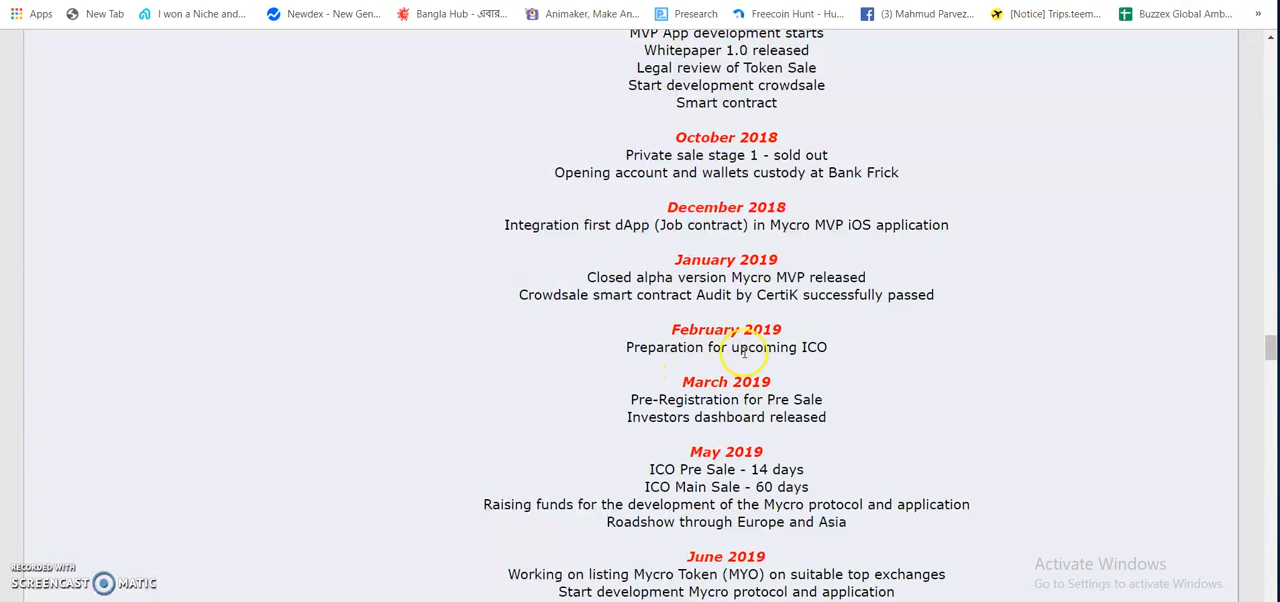 Apps New Tab I won a Niche and... Newdex - New Gen... Bangla Hub - এবার... Animaker, Make An... Presearch Freecoin Hunt - Hu... (3) Mahmud Parvez... [Notice] Trips.teem... Buzzex Global Amb... »
MVP App development starts
Whitepaper 1.0 released
Legal review of Token Sale
Start development crowdsale
Smart contract
October 2018
Private sale stage 1 - sold out
Opening account and wallets custody at Bank Frick
December 2018
Integration first dApp (Job contract) in Mycro MVP iOS application
January 2019
Closed alpha version Mycro MVP released
Crowdsale smart contract Audit by CertiK successfully passed
February 2019
Preparation for upcoming ICO
March 2019
Pre-Registration for Pre Sale
Investors dashboard released
May 2019
ICO Pre Sale - 14 days
ICO Main Sale - 60 days
Raising funds for the development of the Mycro protocol and application
Roadshow through Europe and Asia
June 2019
Working on listing Mycro Token (MYO) on suitable top exchanges
Start development Mycro protocol and application
Activate Windows
Go to Settings to activate Windows.
RECORDED WITH
SCREENCAST MATIC